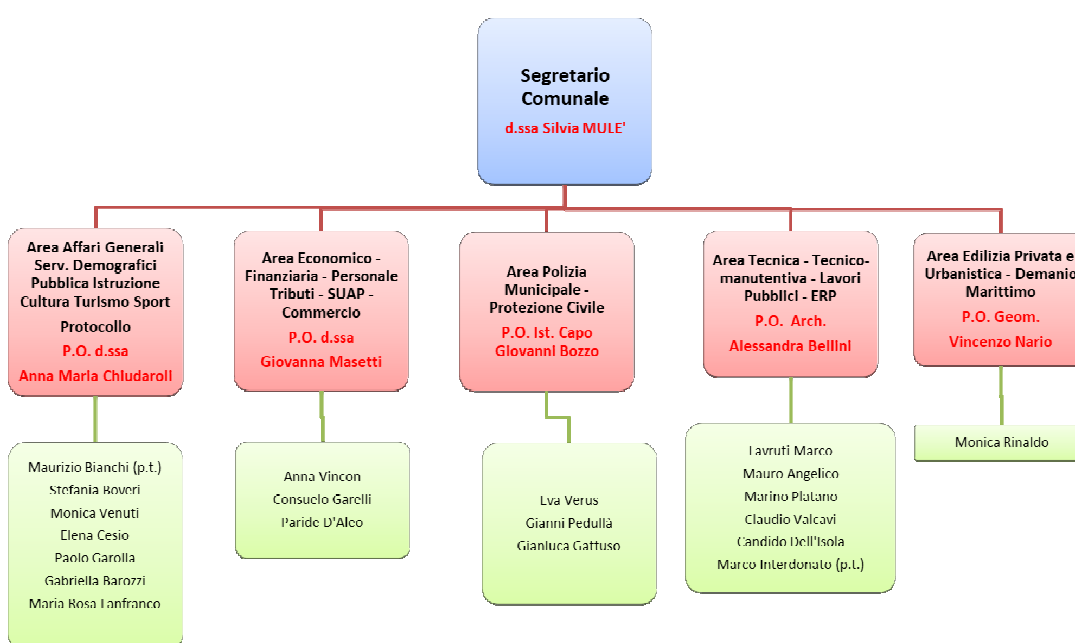 Segretario
Comunale
d.ssa Silvia MULE'
Area Affari Generali
Serv. Demografici
Pubblica Istruzione
Cultura Turismo Sport
Protocollo
P.O. d.ssa
Anna Maria Chiudaroli
Area Economico -
Finanziaria - Personale
Tributi - SUAP -
Commercio
P.O. d.ssa
Giovanna Masetti
Area Polizia
Municipale -
Protezione Civile
P.O. Ist. Capo
Giovanni Bozzo
Area Tecnica - Tecnico-
manutentiva - Lavori
Pubblici - ERP
P.O. Arch.
Alessandra Bellini
Area Edilizia Privata e
Urbanistica - Demanio
Marittimo
P.O. Geom.
Vincenzo Nario
Maurizio Bianchi (p.t.)
Stefania Boveri
Monica Venuti
Elena Cesio
Paolo Garolla
Gabriella Barozzi
Maria Rosa Lanfranco
Anna Vincon
Consuelo Garelli
Paride D'Aleo
Eva Verus
Gianni Pedullà
Gianluca Gattuso
Lavruti Marco
Mauro Angelico
Marino Platano
Claudio Valcavi
Candido Dell'Isola
Marco Interdonato (p.t.)
Monica Rinaldo